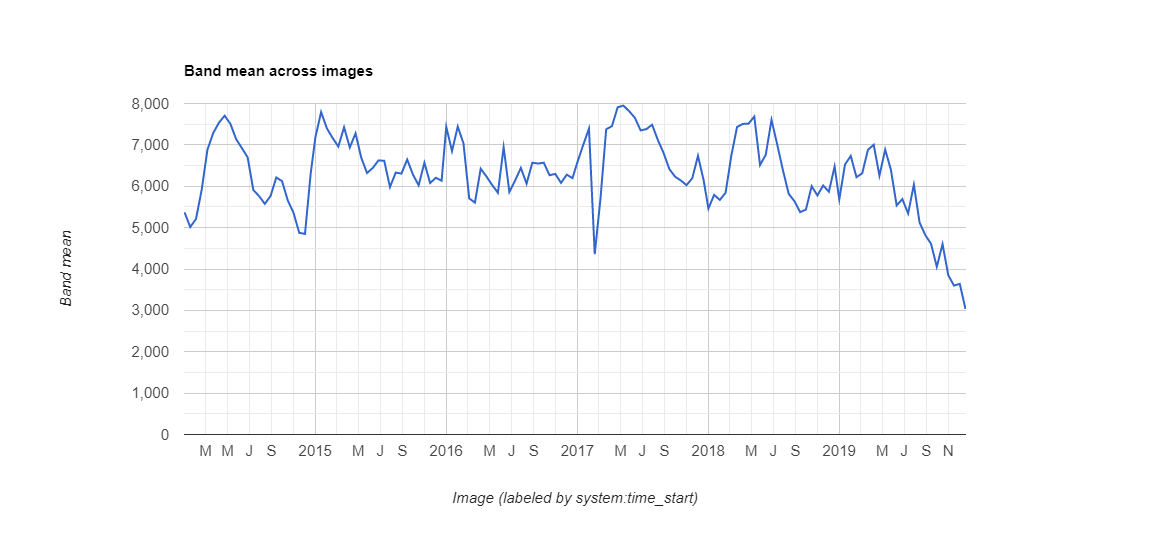 Band mean across images
8,000
7,000
6,000
5,000
4,000
3,000
2,000
1,000
0
Band mean
M M J S 2015 M J S 2016 M J S 2017 M J S 2018 M J S 2019 M J S N
Image (labeled by system:time_start)